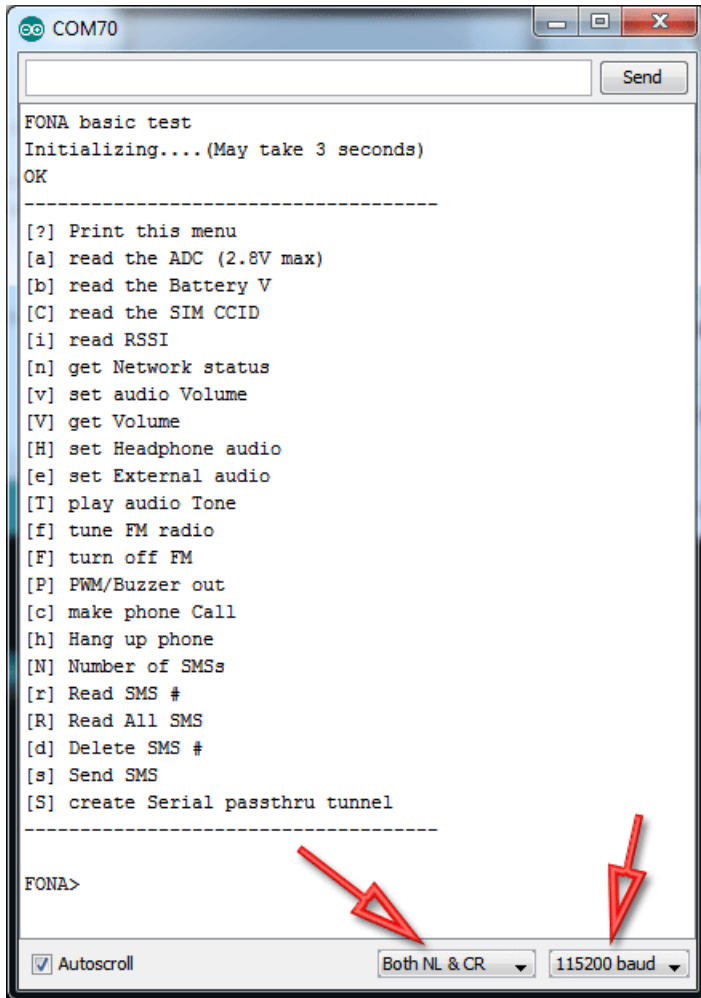 COM70
Send
FONA basic test
Initializing....(May take 3 seconds)
OK
-------------------------------------
[?] Print this menu
[a] read the ADC (2.8V max)
[b] read the Battery V
[C] read the SIM CCID
[i] read RSSI
[n] get Network status
[v] set audio Volume
[V] get Volume
[H] set Headphone audio
[e] set External audio
[T] play audio Tone
[f] tune FM radio
[F] turn off FM
[P] PWM/Buzzer out
[c] make phone Call
[h] Hang up phone
[N] Number of SMSs
[r] Read SMS #
[R] Read All SMS
[d] Delete SMS #
[s] Send SMS
[S] create Serial passthru tunnel
-------------------------------------
FONA>
Autoscroll Both NL & CR 115200 baud